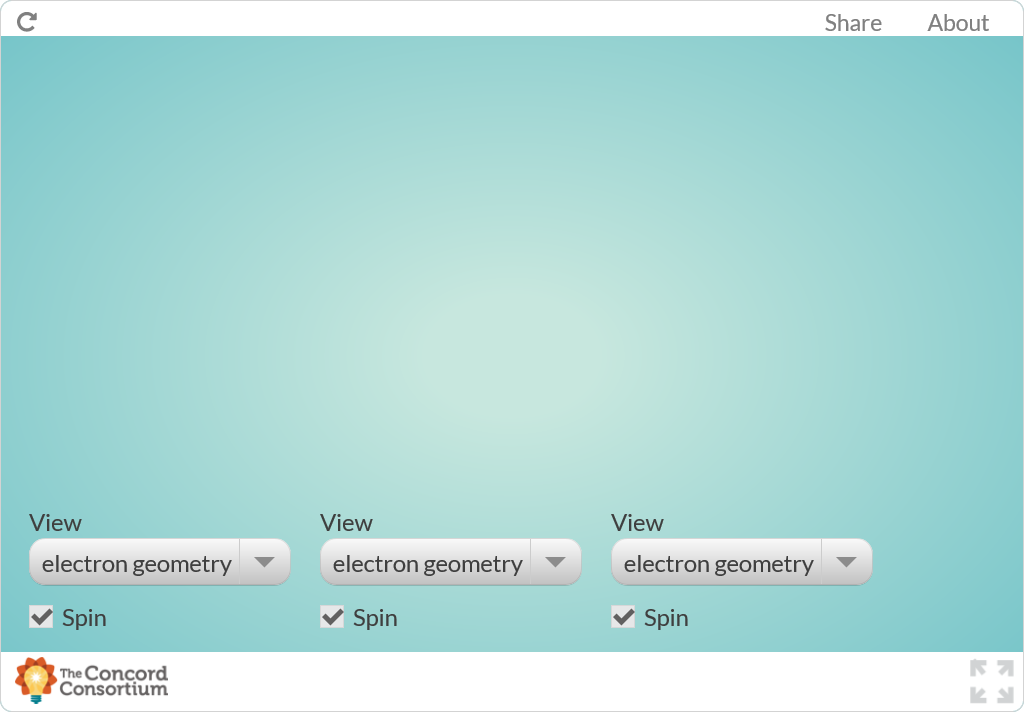 Share About
View View View
electron geometry electron geometry electron geometry
Spin Spin Spin
The Concord
Consortium